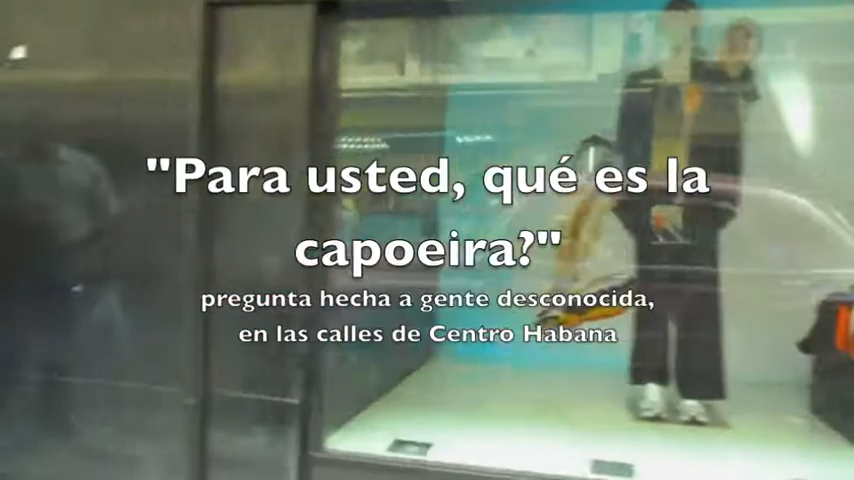 "Para usted, qué es la
capoeira?"
pregunta hecha a gente desconocida,
en las calles de Centro Habana